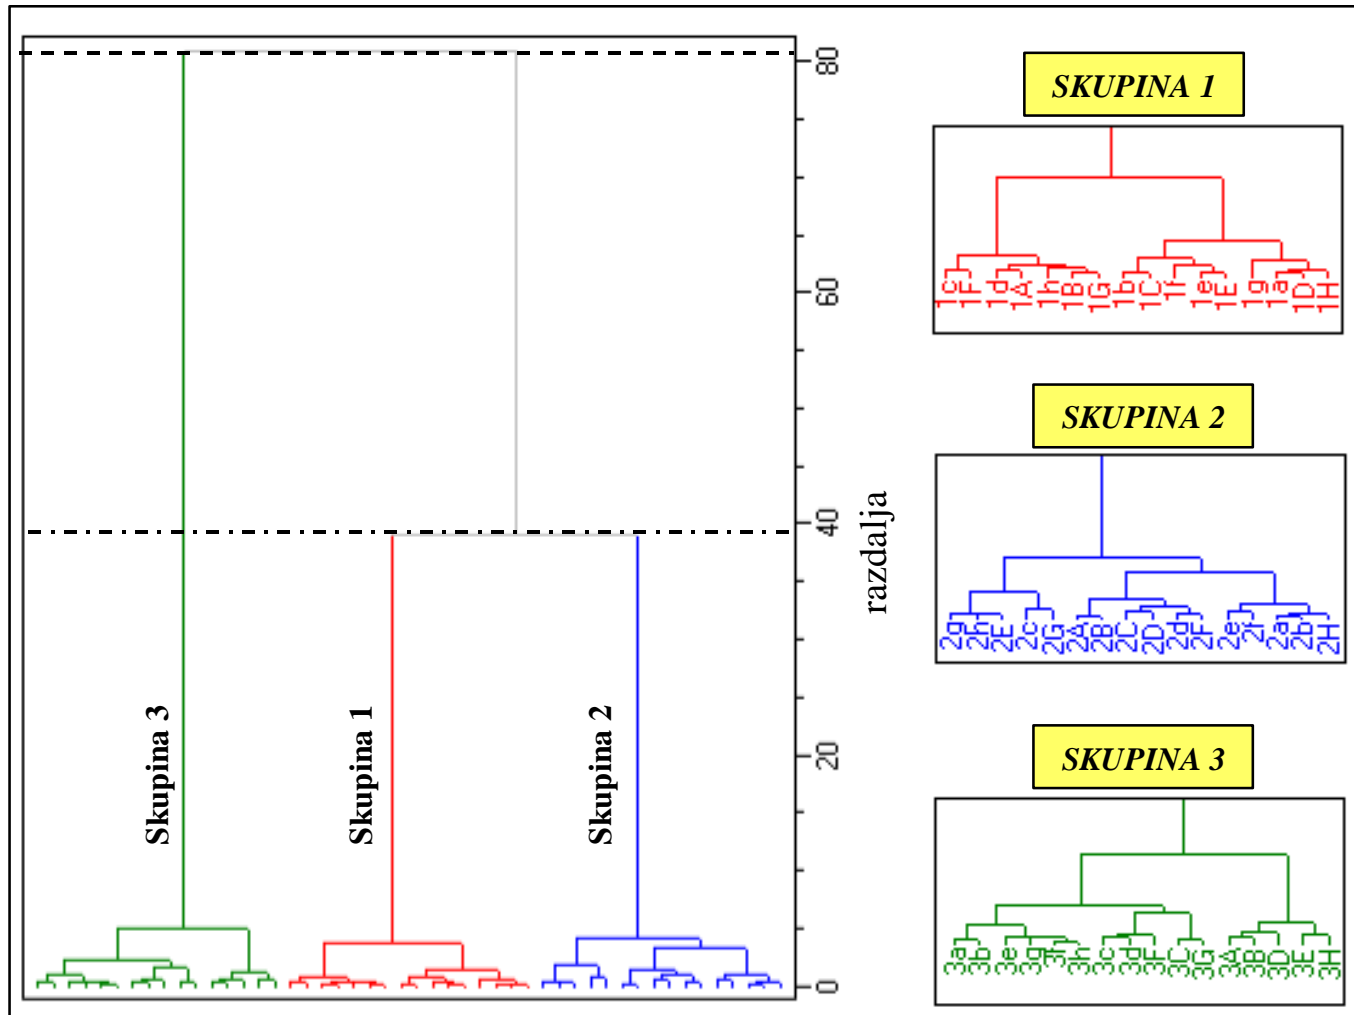 Skupina 3
Skupina 1
Skupina 2
80
60
40
20
0
razdalja
SKUPINA 1
1c 1F 1d 1A 1h 1B 1G 1b 1C 1f 1e 1E 1g 1a 1D 1H
SKUPINA 2
2g 2h 2E 2c 2G 2A 2B 2C 2D 2d 2F 2e 2f 2a 2b 2H
SKUPINA 3
3a 3b 3e 3g 3f 3h 3c 3d 3F 3C 3G 3A 3B 3D 3E 3H